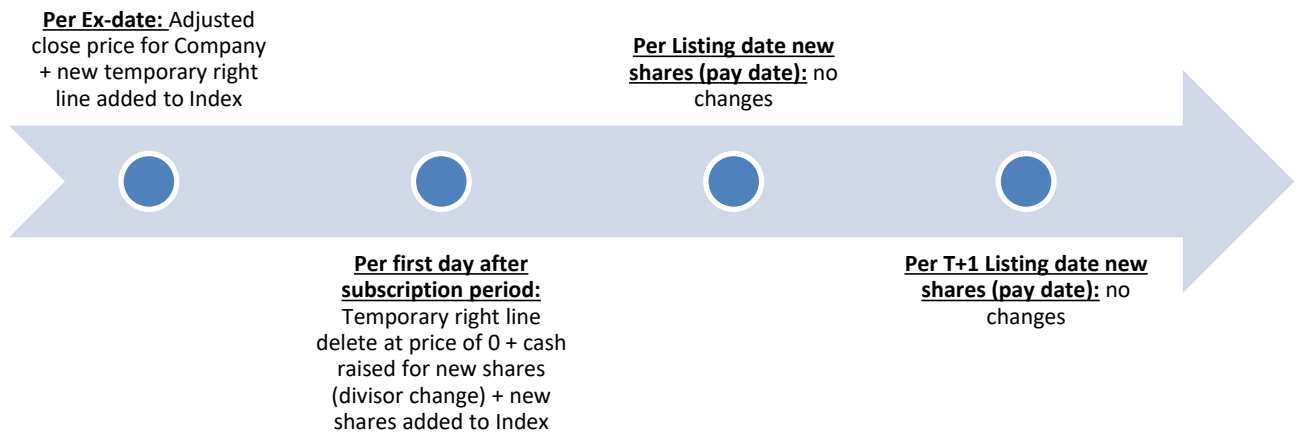 Per Ex-date: Adjusted
close price for Company
+ new temporary right
line added to Index
Per first day after
subscription period:
Temporary right line
delete at price of 0 + cash
raised for new shares
(divisor change) + new
shares added to Index
Per Listing date new
shares (pay date): no
changes
Per T+1 Listing date new
shares (pay date): no
changes